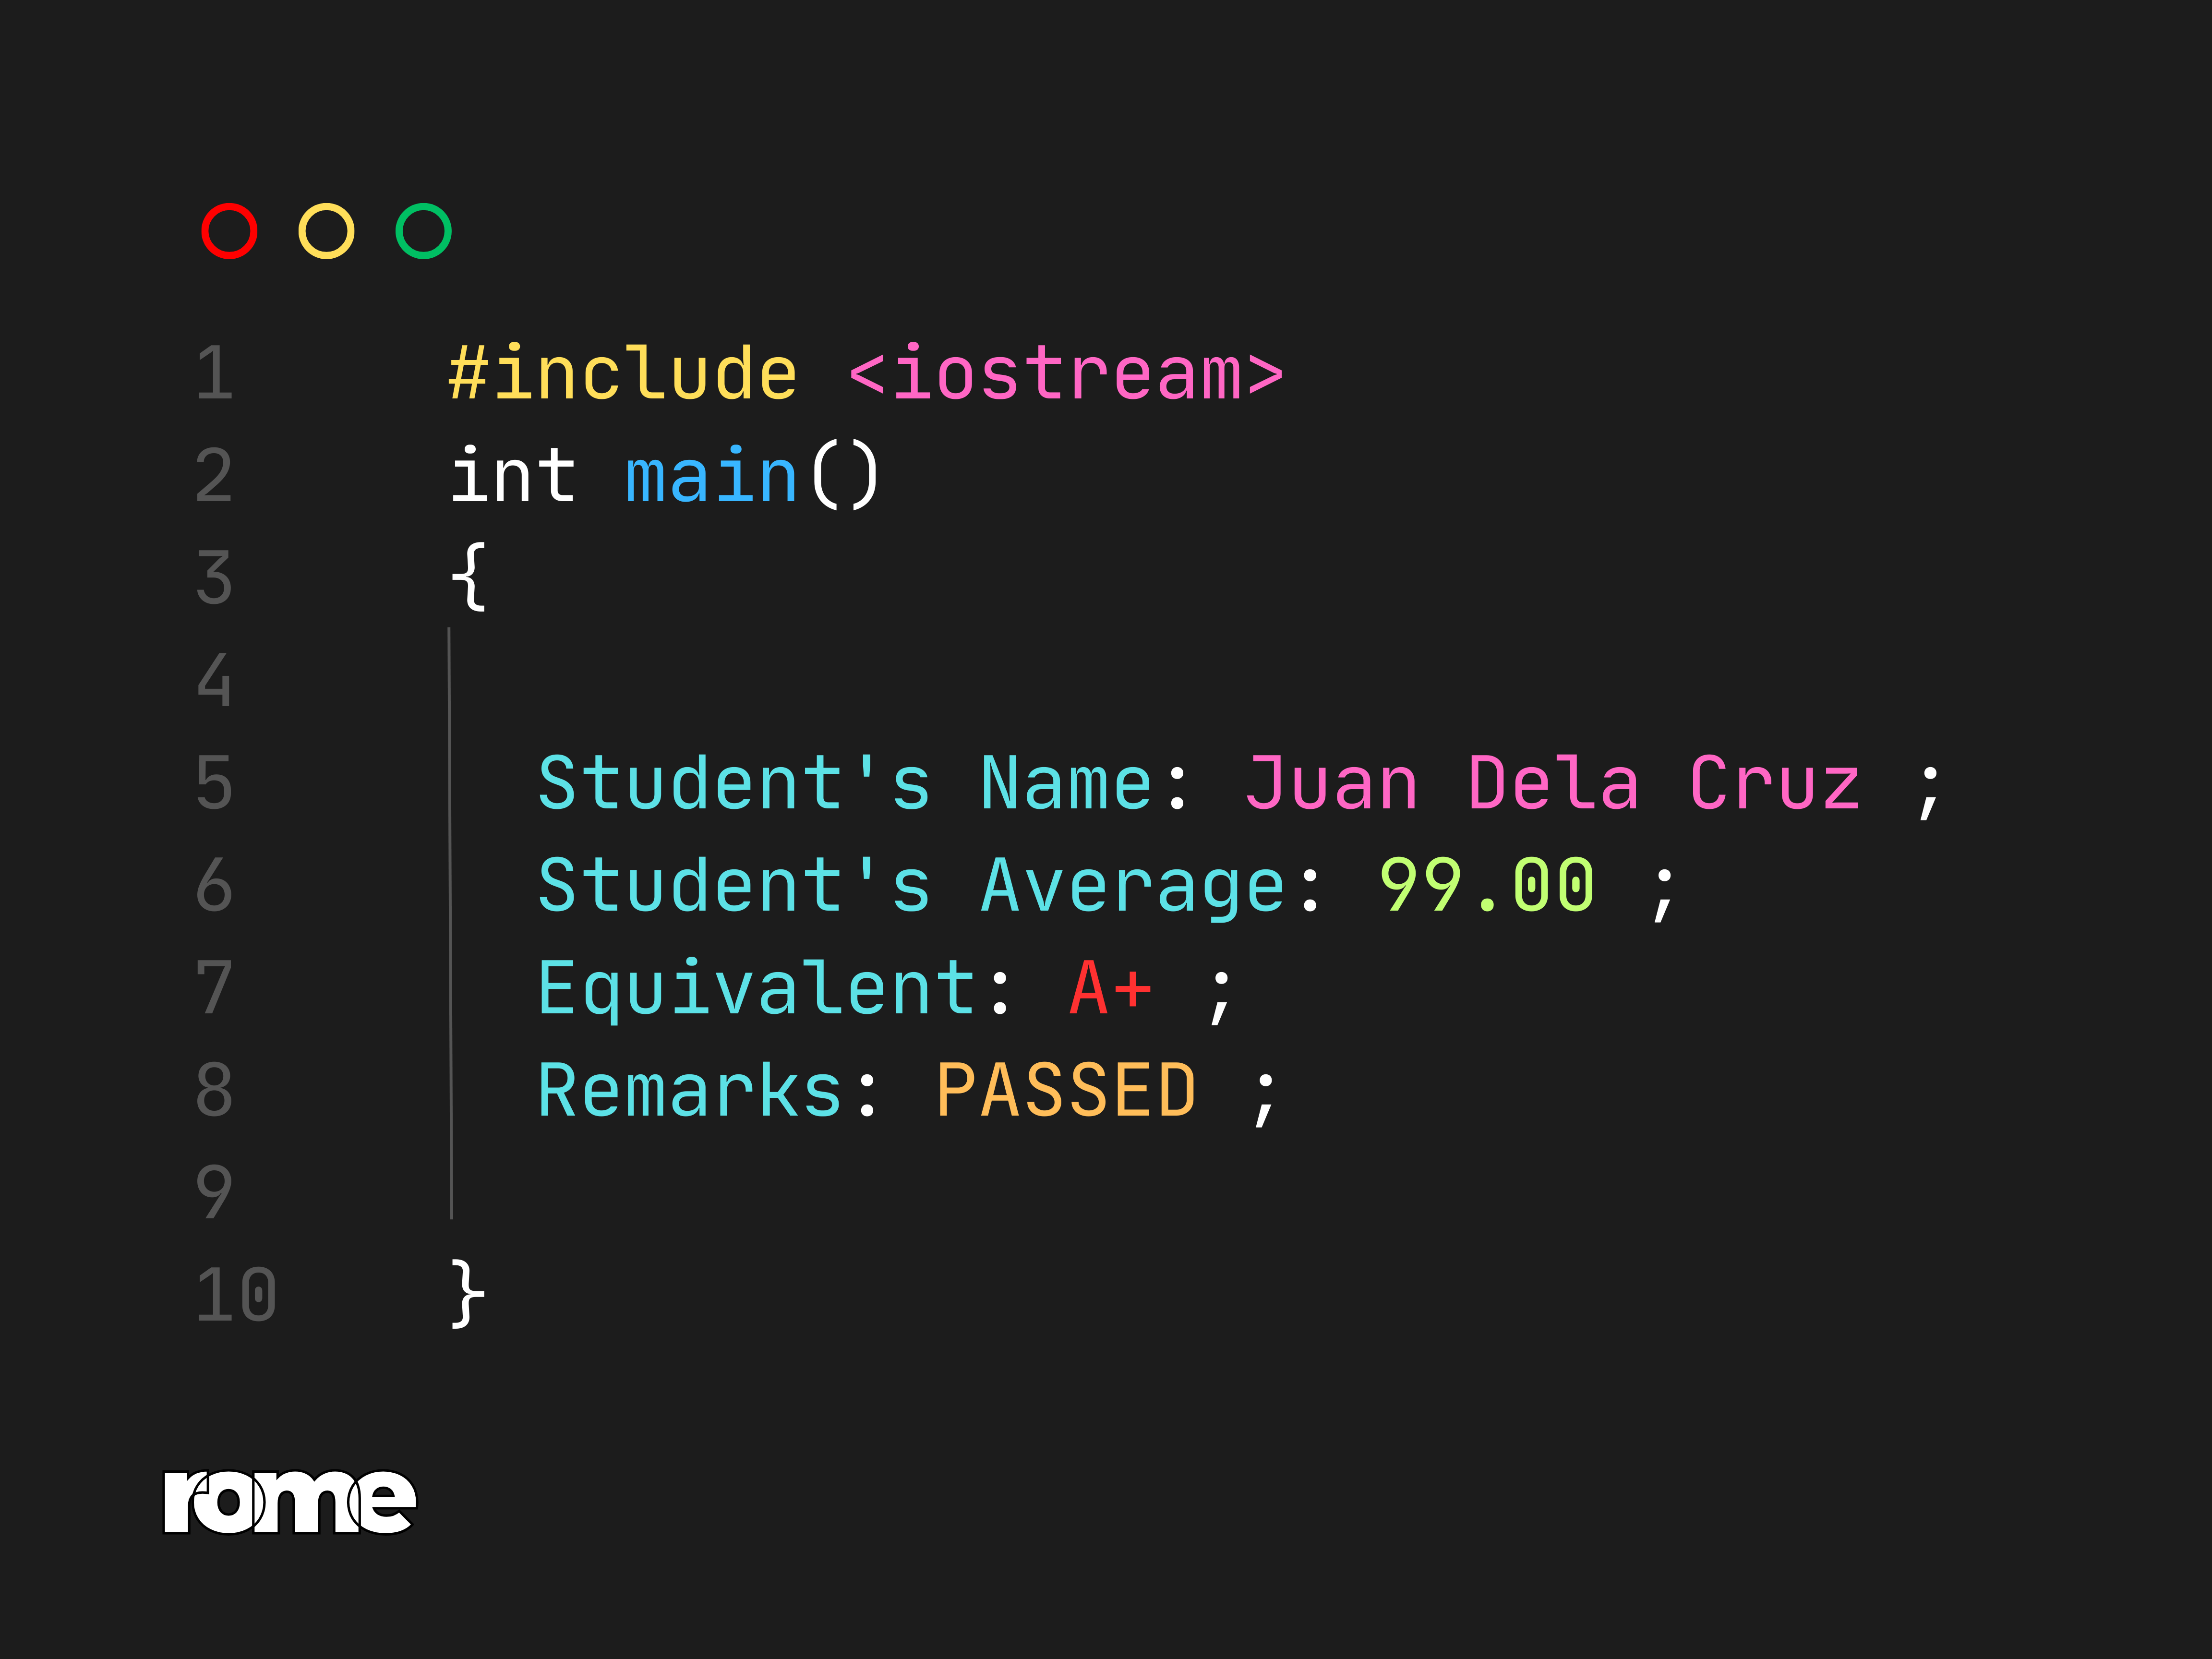 1 #include <iostream>
2 int main()
3 {
4
5 Student's Name: Juan Dela Cruz ;
6 Student's Average: 99.00 ;
7 Equivalent: A+ ;
8 Remarks: PASSED ;
9
10 }
rome